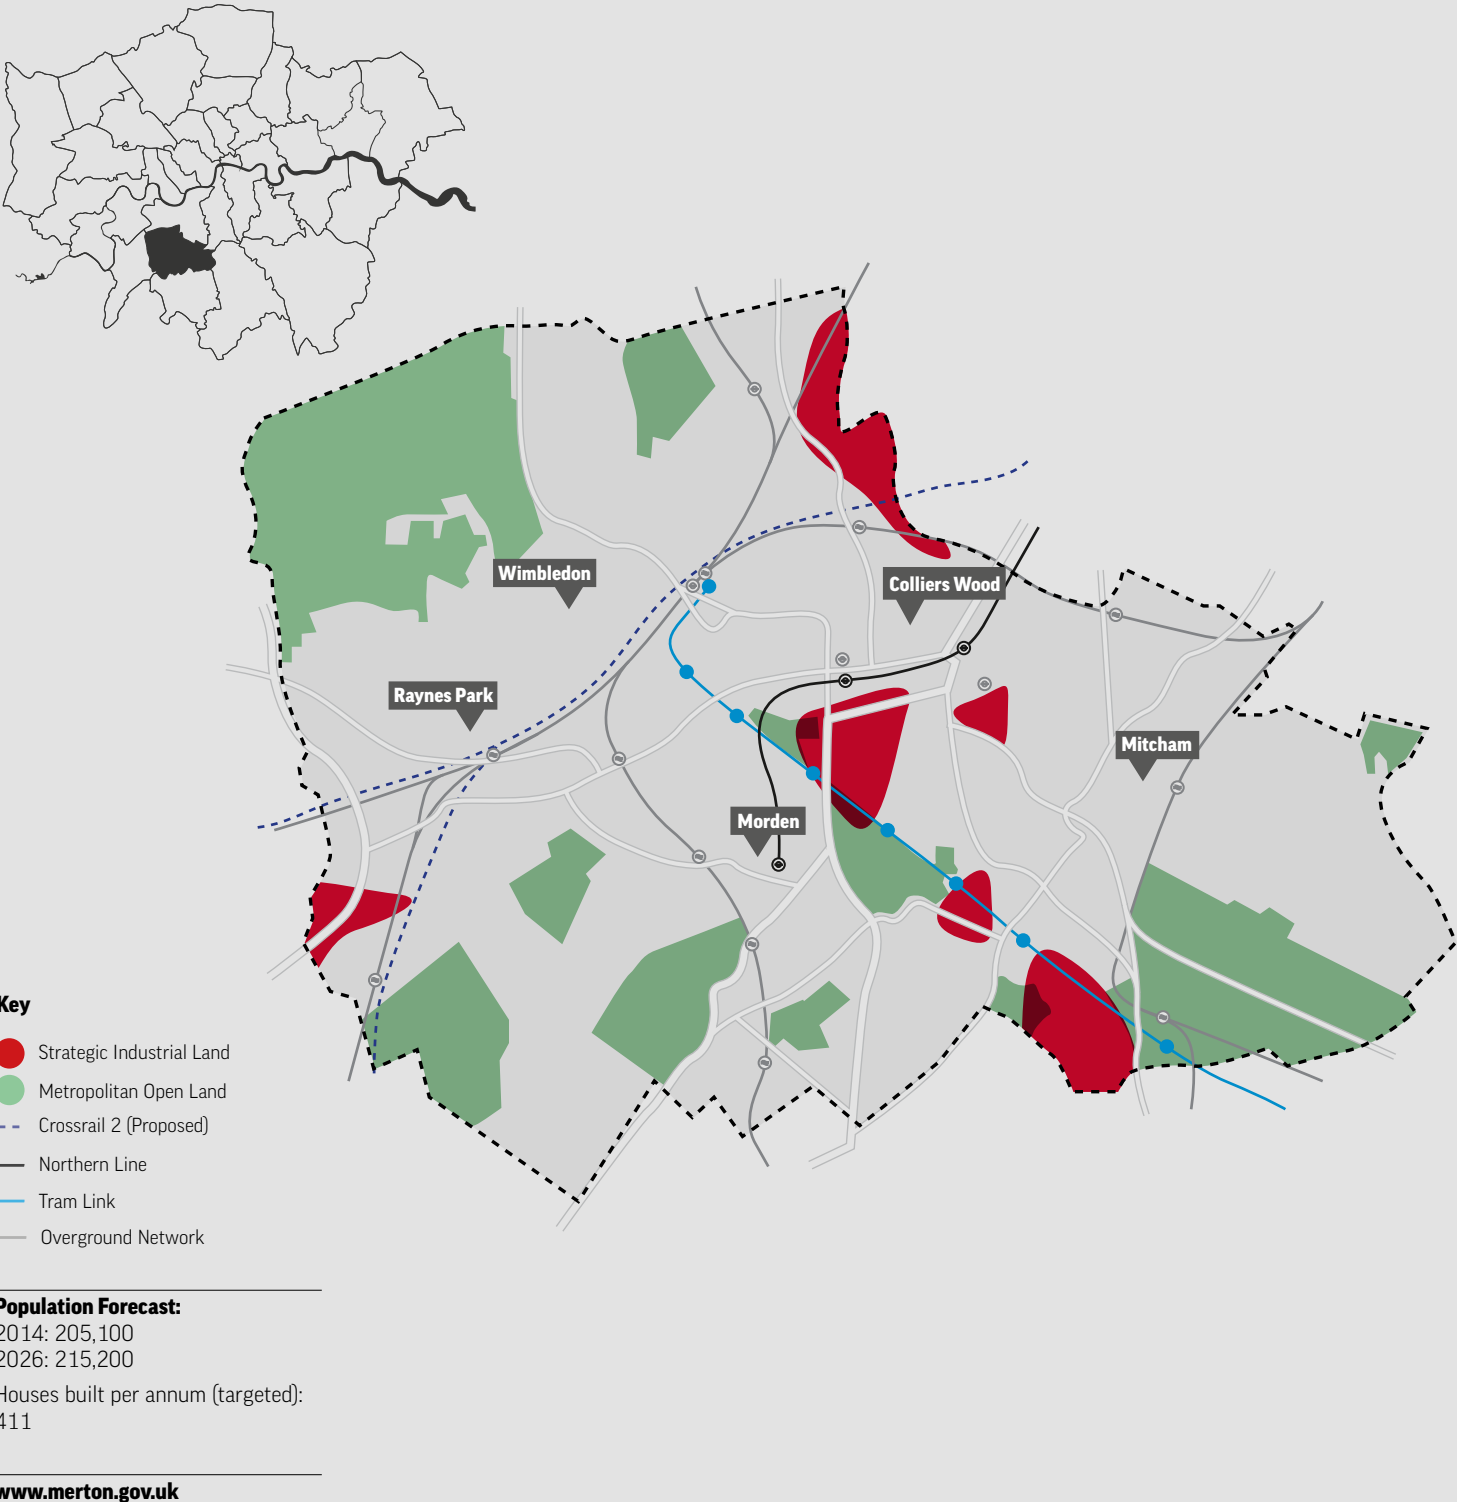 Wimbledon
Colliers Wood
Raynes Park
Mitcham
Morden
Key
Strategic Industrial Land
Metropolitan Open Land
Crossrail 2 (Proposed)
Northern Line
Tram Link
Overground Network
Population Forecast:
2014: 205,100
2026: 215,200
Houses built per annum (targeted):
411
www.merton.gov.uk